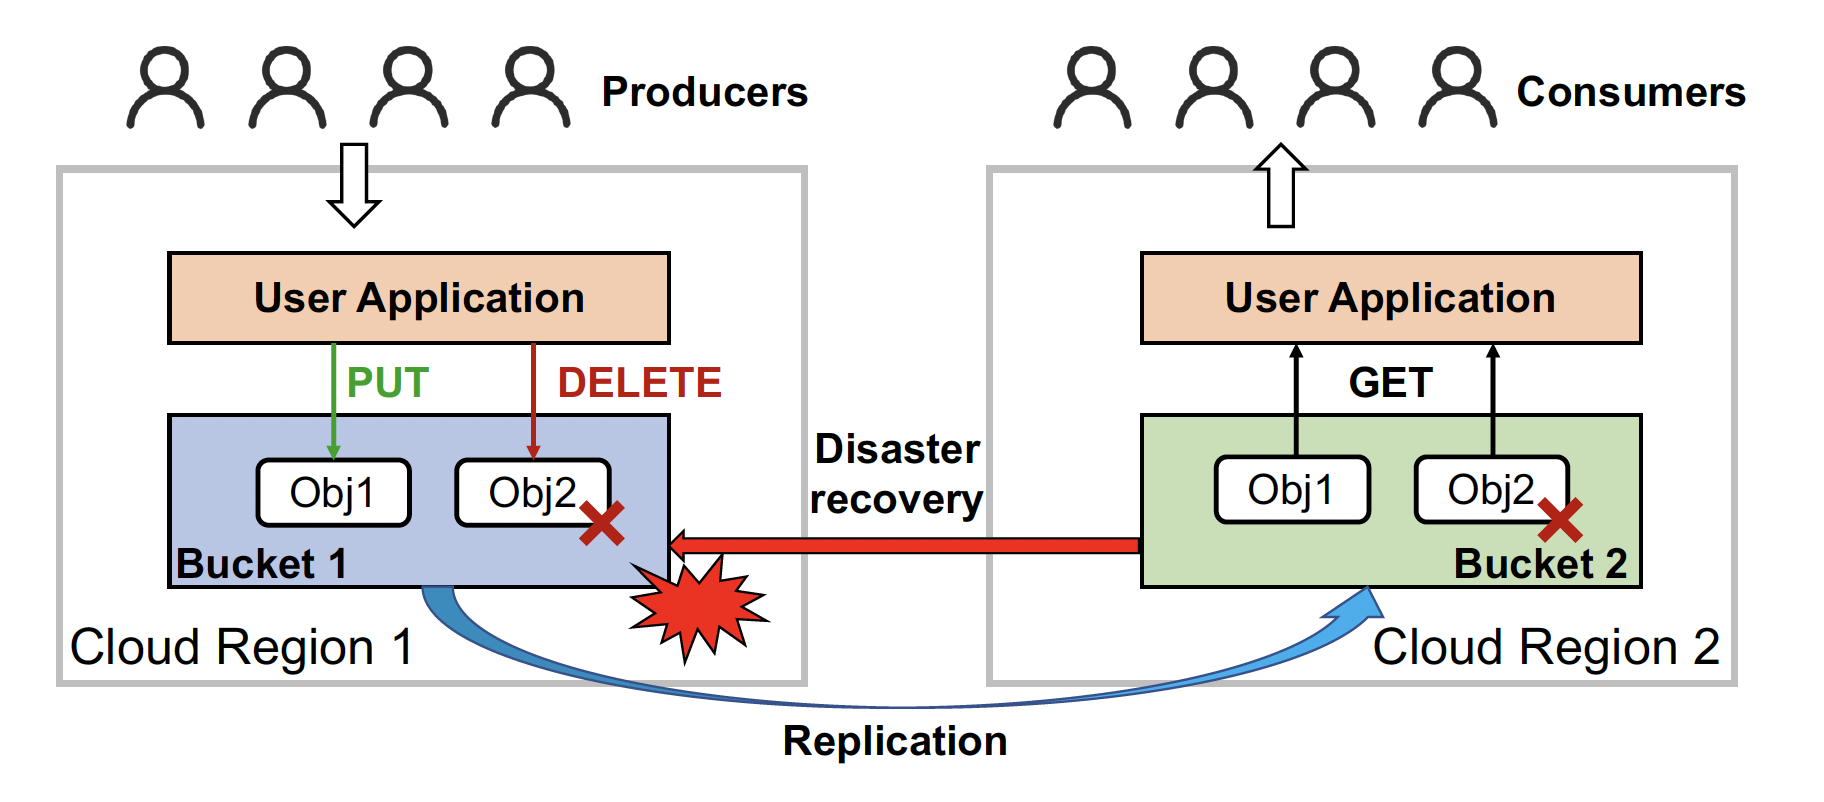 Producers
Consumers
User Application
User Application
PUT
DELETE
GET
Disaster
recovery
Obj1
Obj2
Obj1
Obj2
Bucket 1
Bucket 2
Cloud Region 1
Cloud Region 2
Replication